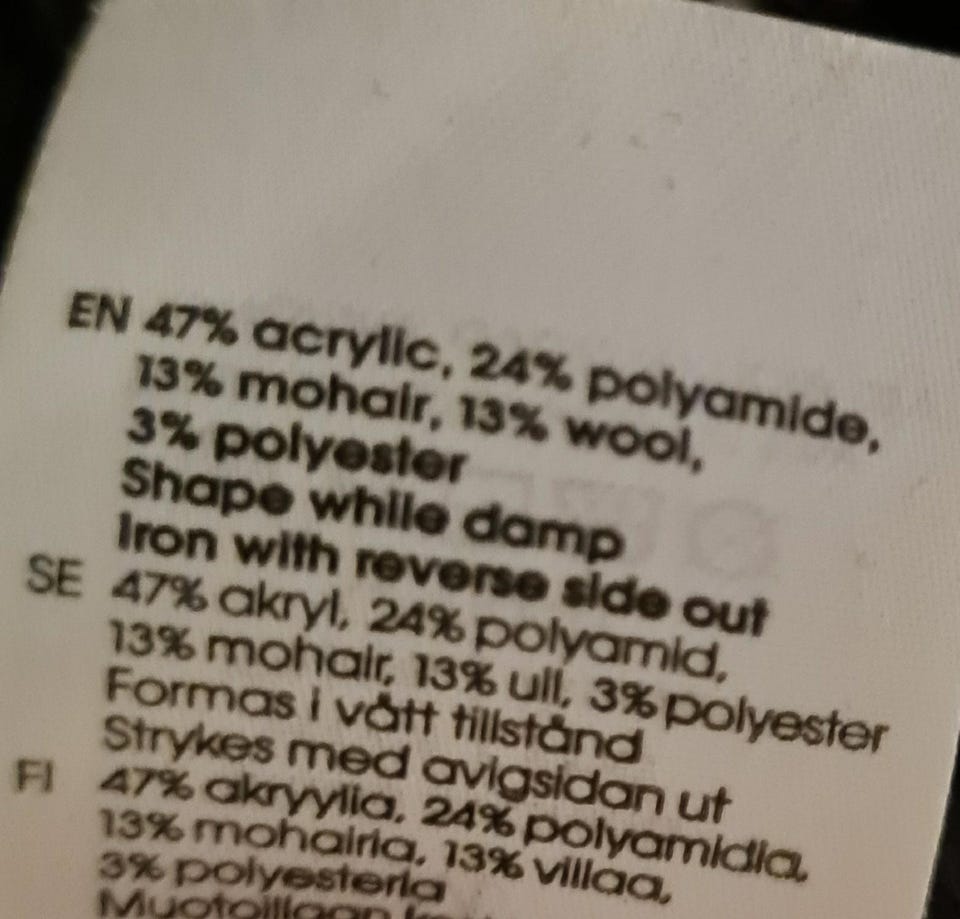 EN 47% acrylic, 24% polyamide,
13% mohair, 13% wool,
3% polyester
Shape while damp
Iron with reverse side out
SE 47% akryl, 24% polyamid,
13% mohair, 13% ull, 3% polyester
Formas i vått tillstånd
Strykes med avigsidan ut
FI 47% akryylia, 24% polyamidia,
13% mohairia, 13% villaa,
3% polyesteria
Muotoillaan